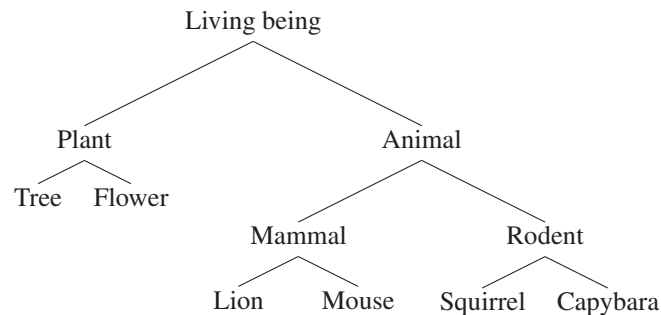 Living being
Plant Animal
Tree Flower
Mammal Rodent
Lion Mouse Squirrel Capybara